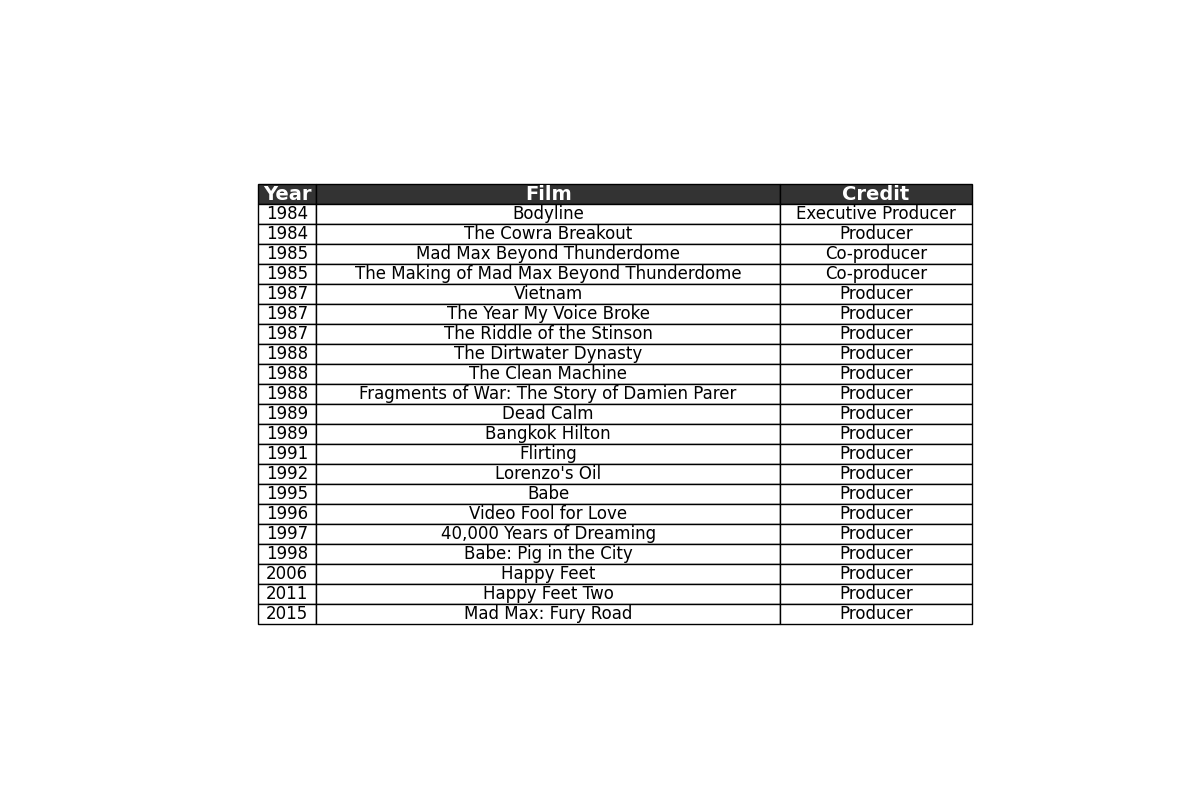 Year Film Credit
1984 Bodyline Executive Producer
1984 The Cowra Breakout Producer
1985 Mad Max Beyond Thunderdome Co-producer
1985 The Making of Mad Max Beyond Thunderdome Co-producer
1987 Vietnam Producer
1987 The Year My Voice Broke Producer
1987 The Riddle of the Stinson Producer
1988 The Dirtwater Dynasty Producer
1988 The Clean Machine Producer
1988 Fragments of War: The Story of Damien Parer Producer
1989 Dead Calm Producer
1989 Bangkok Hilton Producer
1991 Flirting Producer
1992 Lorenzo's Oil Producer
1995 Babe Producer
1996 Video Fool for Love Producer
1997 40,000 Years of Dreaming Producer
1998 Babe: Pig in the City Producer
2006 Happy Feet Producer
2011 Happy Feet Two Producer
2015 Mad Max: Fury Road Producer